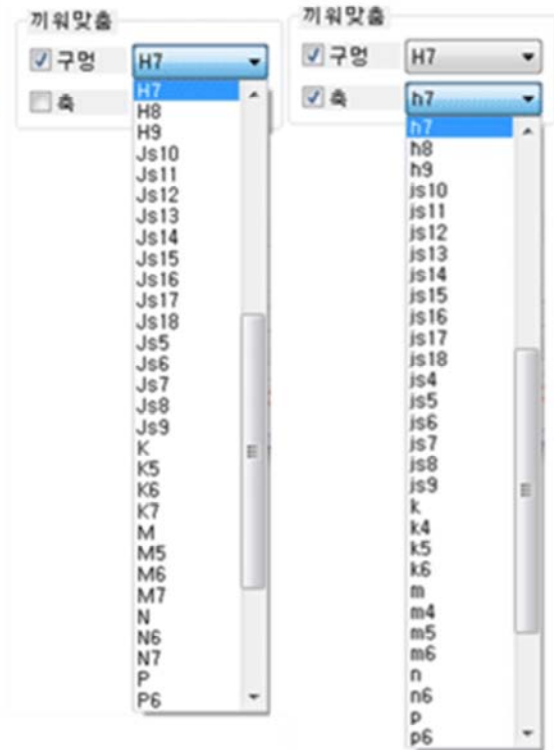 끼워맞춤
구멍
H7
축
H7
H8
H9
Js10
Js11
Js12
Js13
Js14
Js15
Js16
Js17
Js18
Js5
Js6
Js7
Js8
Js9
K
K5
K6
K7
M
M5
M6
M7
N
N6
N7
P
P6
끼워맞춤
구멍
H7
축
h7
h7
h8
h9
js10
js11
js12
js13
js14
js15
js16
js17
js18
js4
js5
js6
js7
js8
js9
k
k4
k5
k6
m
m4
m5
m6
n
n6
p
p6